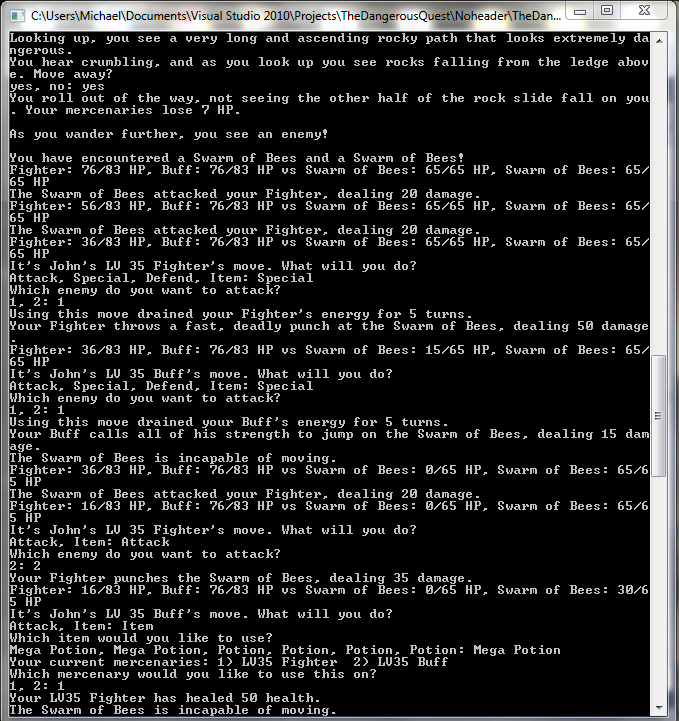 C:\Users\Michael\Documents\Visual Studio 2010\Projects\TheDangerousQuest\Noheader\TheDan...
Looking up, you see a very long and ascending rocky path that looks extremely da
ngerous.
You hear crumbling, and as you look up you see rocks falling from the ledge abov
e. Move away?
yes, no: yes
You roll out of the way, not seeing the other half of the rock slide fall on you
. Your mercenaries lose 7 HP.
As you wander further, you see an enemy!
You have encountered a Swarm of Bees and a Swarm of Bees!
Fighter: 76/83 HP, Buff: 76/83 HP vs Swarm of Bees: 65/65 HP, Swarm of Bees: 65/
65 HP
The Swarm of Bees attacked your Fighter, dealing 20 damage.
Fighter: 56/83 HP, Buff: 76/83 HP vs Swarm of Bees: 65/65 HP, Swarm of Bees: 65/
65 HP
The Swarm of Bees attacked your Fighter, dealing 20 damage.
Fighter: 36/83 HP, Buff: 76/83 HP vs Swarm of Bees: 65/65 HP, Swarm of Bees: 65/
65 HP
It's John's LV 35 Fighter's move. What will you do?
Attack, Special, Defend, Item: Special
Which enemy do you want to attack?
1, 2: 1
Using this move drained your Fighter's energy for 5 turns.
Your Fighter throws a fast, deadly punch at the Swarm of Bees, dealing 50 damage
.
Fighter: 36/83 HP, Buff: 76/83 HP vs Swarm of Bees: 15/65 HP, Swarm of Bees: 65/
65 HP
It's John's LV 35 Buff's move. What will you do?
Attack, Special, Defend, Item: Special
Which enemy do you want to attack?
1, 2: 1
Using this move drained your Buff's energy for 5 turns.
Your Buff calls all of his strength to jump on the Swarm of Bees, dealing 15 dam
age.
The Swarm of Bees is incapable of moving.
Fighter: 36/83 HP, Buff: 76/83 HP vs Swarm of Bees: 0/65 HP, Swarm of Bees: 65/6
5 HP
The Swarm of Bees attacked your Fighter, dealing 20 damage.
Fighter: 16/83 HP, Buff: 76/83 HP vs Swarm of Bees: 0/65 HP, Swarm of Bees: 65/6
5 HP
It's John's LV 35 Fighter's move. What will you do?
Attack, Item: Attack
Which enemy do you want to attack?
2: 2
Your Fighter punches the Swarm of Bees, dealing 35 damage.
Fighter: 16/83 HP, Buff: 76/83 HP vs Swarm of Bees: 0/65 HP, Swarm of Bees: 30/6
5 HP
It's John's LV 35 Buff's move. What will you do?
Attack, Item: Item
Which item would you like to use?
Mega Potion, Mega Potion, Potion, Potion, Potion, Potion: Mega Potion
Your current mercenaries: 1) LV35 Fighter  2) LV35 Buff
Which mercenary would you like to use this on?
1, 2: 1
Your LV35 Fighter has healed 50 health.
The Swarm of Bees is incapable of moving.